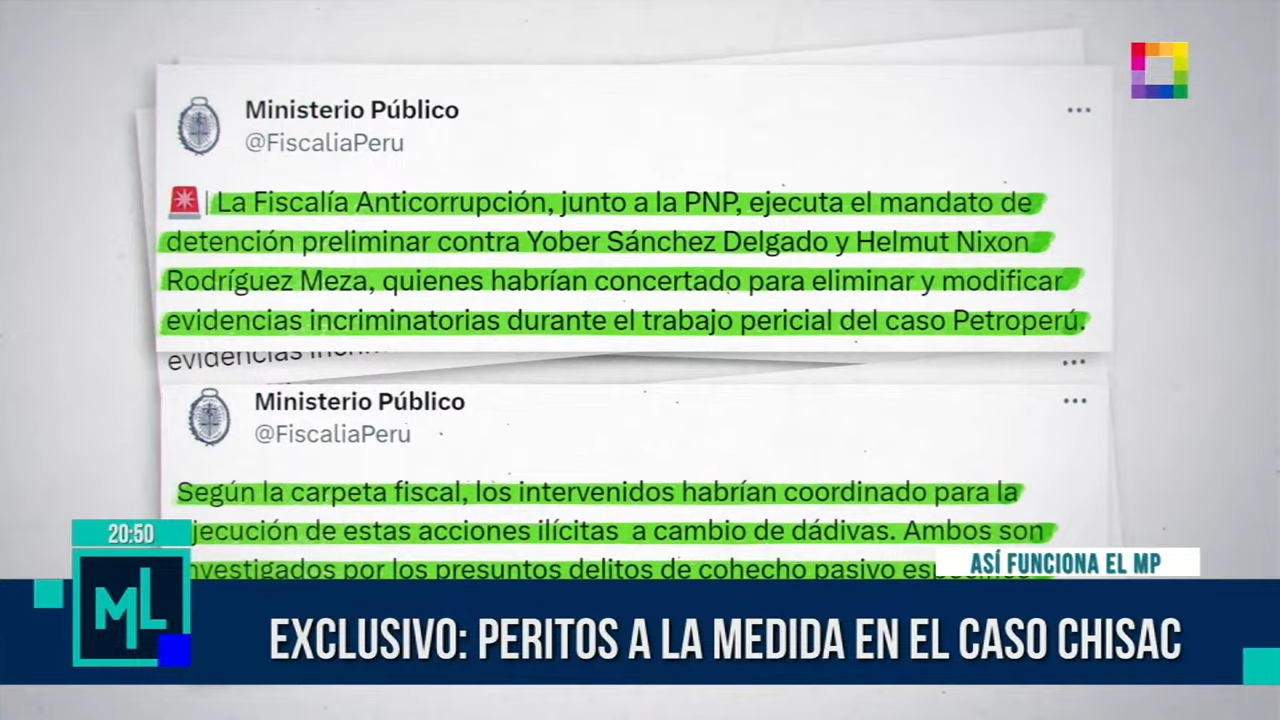 Ministerio Público
@FiscaliaPeru
| La Fiscalía Anticorrupción, junto a la PNP, ejecuta el mandato de
detención preliminar contra Yober Sánchez Delgado y Helmut Nixon
Rodríguez Meza, quienes habrían concertado para eliminar y modificar
evidencias incriminatorias durante el trabajo pericial del caso Petroperú.
evidencias
Ministerio Público
@FiscaliaPeru
Según la carpeta fiscal, los intervenidos habrían coordinado para la
ejecución de estas acciones ilícitas a cambio de dádivas. Ambos son
investigados por los presuntos delitos de cohecho pasivo
20:50
ASÍ FUNCIONA EL MP
ML
EXCLUSIVO: PERITOS A LA MEDIDA EN EL CASO CHISAC